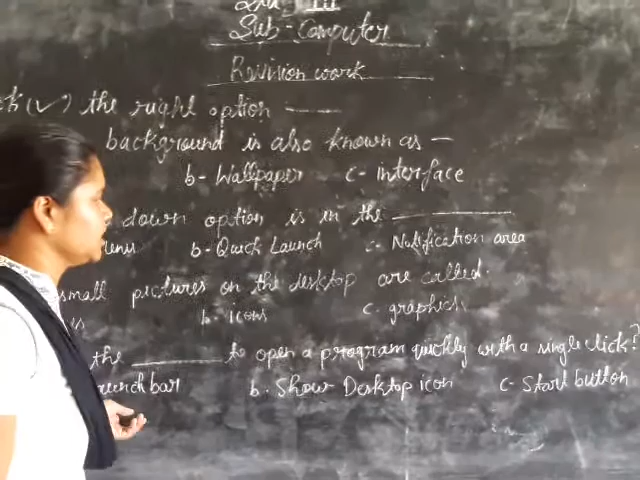 Sub - Computer
Revision work
(✓) the right option
background is also known as —
b- Wallpaper c- interface
down option is in the
b- Quick Launch c- Notification area
small pictures on the desktop are called.
b. icons c. graphics
the to open a program quickly with a single click?
bar b. Show Desktop icon c- Start button